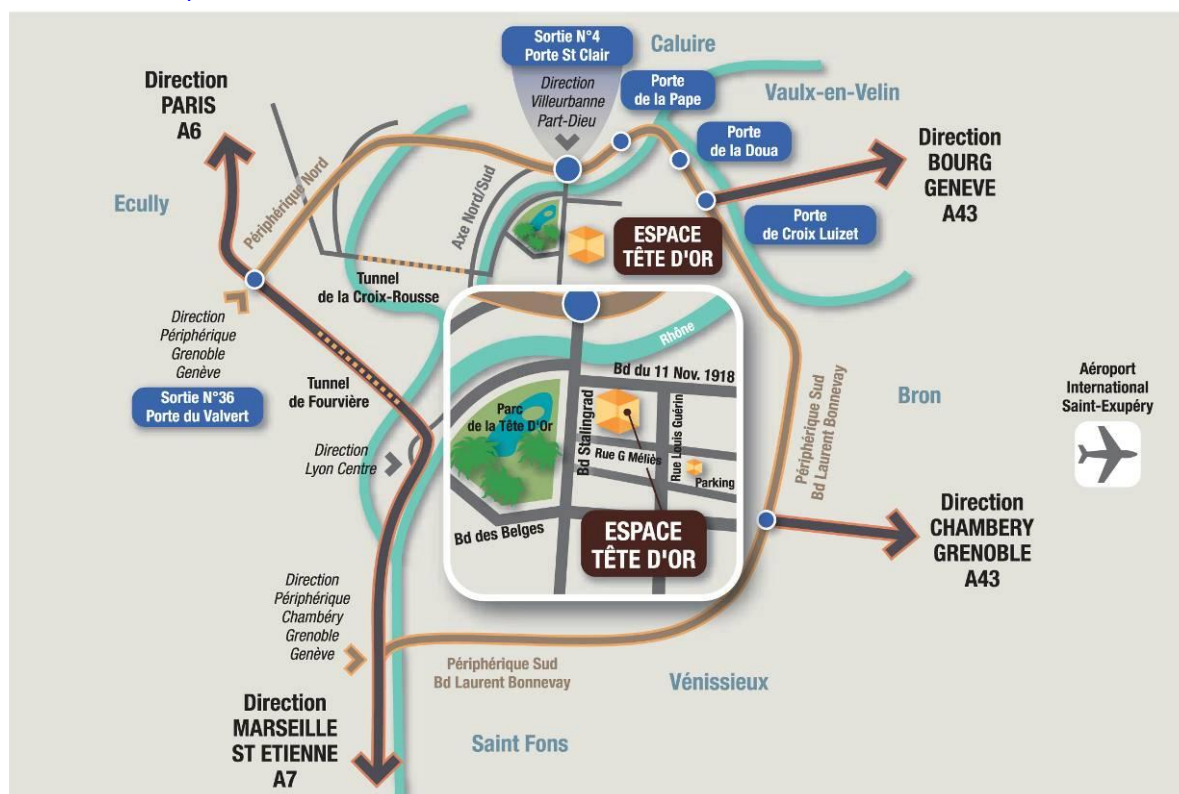 Sortie N°4
Porte St Clair
Direction
Villeurbanne
Part-Dieu
Caluire
Porte
de la Pape
Vaulx-en-Velin
Porte
de la Doua
Direction
PARIS
A6
Direction
BOURG
GENEVE
A43
Ecully
Périphérique Nord
Axe Nord/Sud
Porte
de Croix Luizet
ESPACE
TÊTE D'OR
Tunnel
de la Croix-Rousse
Direction
Périphérique
Grenoble
Genève
Sortie N°36
Porte du Valvert
Tunnel
de Fourvière
Direction
Lyon Centre
Rhône
Bd du 11 Nov. 1918
Parc
de la Tête D'Or
Bd Stalingrad
Rue Louis Guérin
Rue G Méliès
Parking
Bd des Belges
ESPACE
TÊTE D'OR
Périphérique Sud
Bd Laurent Bonnevay
Bron
Aéroport
International
Saint-Exupéry
Direction
CHAMBERY
GRENOBLE
A43
Direction
Périphérique
Chambéry
Grenoble
Genève
Périphérique Sud
Bd Laurent Bonnevay
Vénissieux
Direction
MARSEILLE
ST ETIENNE
A7
Saint Fons